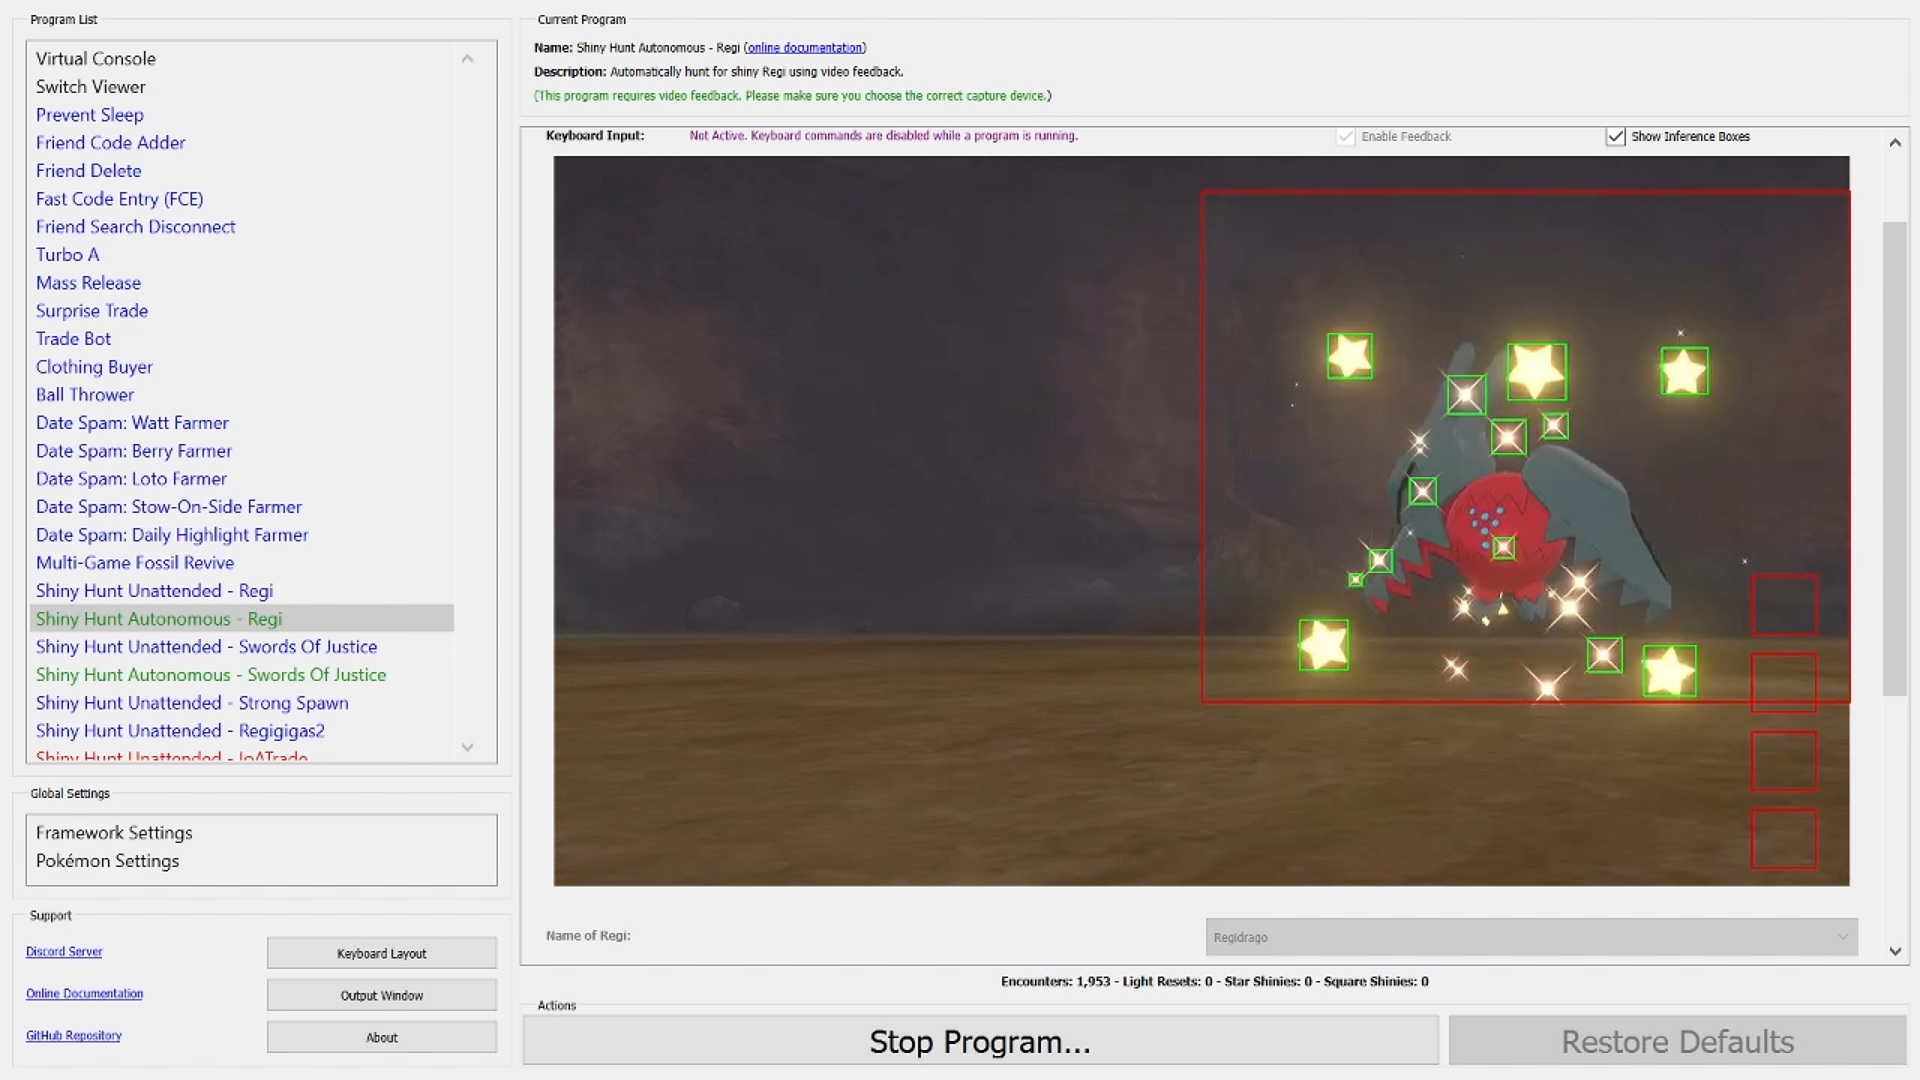 Program List
Virtual Console
Switch Viewer
Prevent Sleep
Friend Code Adder
Friend Delete
Fast Code Entry (FCE)
Friend Search Disconnect
Turbo A
Mass Release
Surprise Trade
Trade Bot
Clothing Buyer
Ball Thrower
Date Spam: Watt Farmer
Date Spam: Berry Farmer
Date Spam: Loto Farmer
Date Spam: Stow-On-Side Farmer
Date Spam: Daily Highlight Farmer
Multi-Game Fossil Revive
Shiny Hunt Unattended - Regi
Shiny Hunt Autonomous - Regi
Shiny Hunt Unattended - Swords Of Justice
Shiny Hunt Autonomous - Swords Of Justice
Shiny Hunt Unattended - Strong Spawn
Shiny Hunt Unattended - Regigigas2
Shiny Hunt Unattended - IoATrade
Global Settings
Framework Settings
Pokémon Settings
Support
Discord Server
Keyboard Layout
Online Documentation
Output Window
GitHub Repository
About
Current Program
Name: Shiny Hunt Autonomous - Regi (online documentation)
Description: Automatically hunt for shiny Regi using video feedback.
(This program requires video feedback. Please make sure you choose the correct capture device.)
Keyboard Input: Not Active. Keyboard commands are disabled while a program is running. Enable Feedback Show Inference Boxes
Name of Regi: Regidrago
Encounters: 1,953 - Light Resets: 0 - Star Shinies: 0 - Square Shinies: 0
Actions
Stop Program...
Restore Defaults